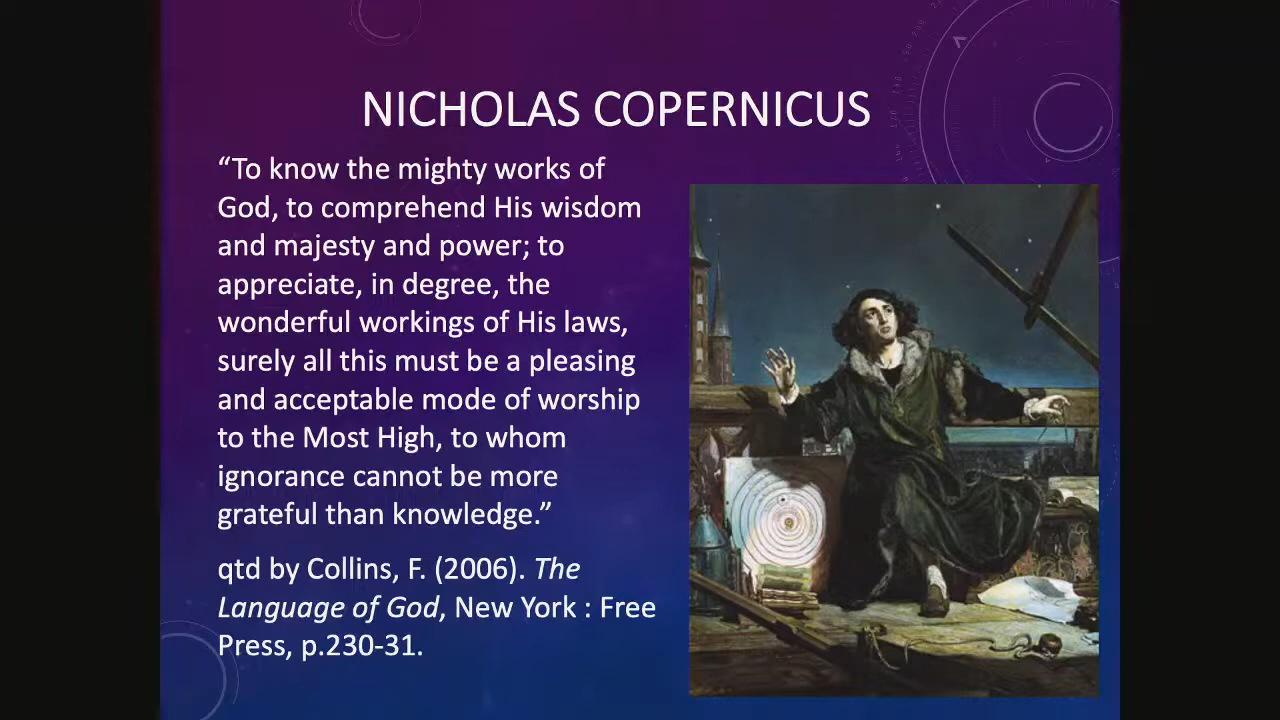 NICHOLAS COPERNICUS
“To know the mighty works of
God, to comprehend His wisdom
and majesty and power; to
appreciate, in degree, the
wonderful workings of His laws,
surely all this must be a pleasing
and acceptable mode of worship
to the Most High, to whom
ignorance cannot be more
grateful than knowledge.”
qtd by Collins, F. (2006). The
Language of God, New York : Free
Press, p.230-31.